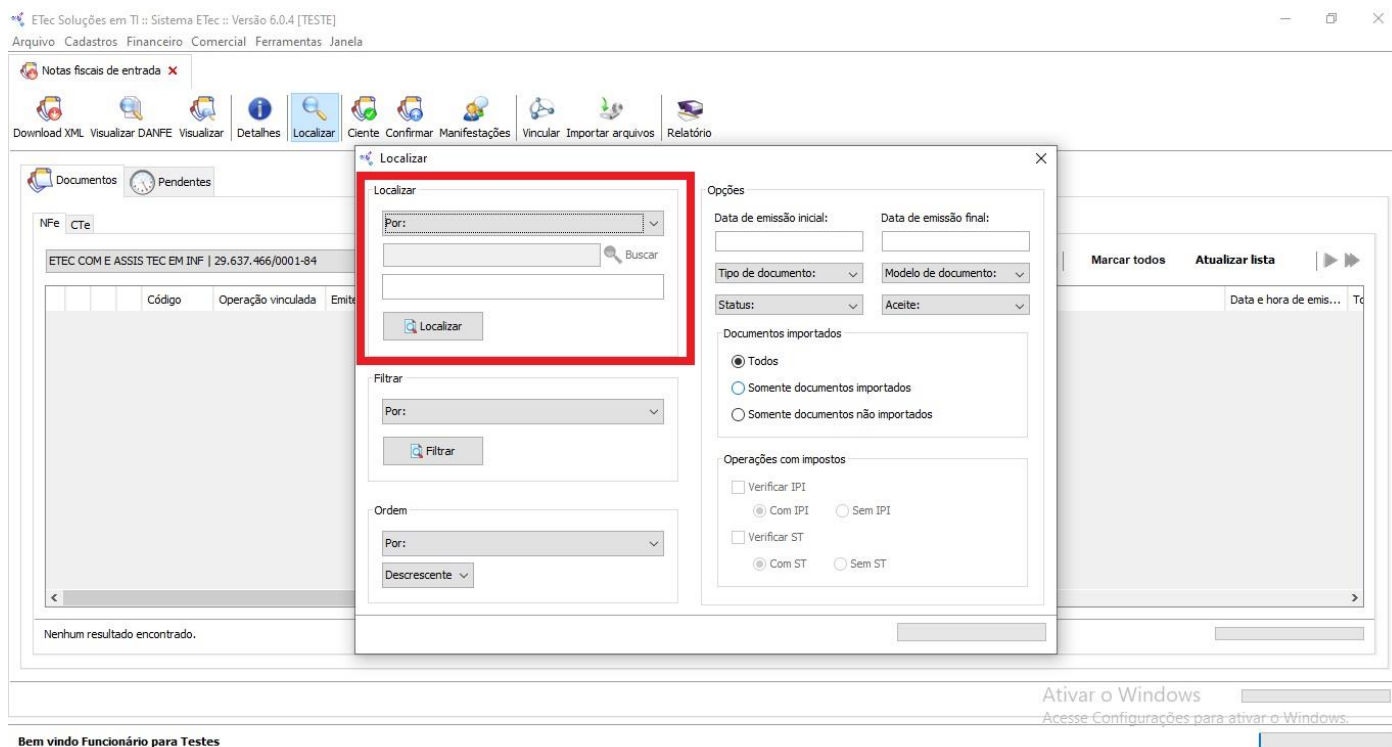 ETec Soluções em TI :: Sistema ETec :: Versão 6.0.4 [TESTE]
Arquivo Cadastros Financeiro Comercial Ferramentas Janela
Notas fiscais de entrada
Download XML Visualizar DANFE Visualizar Detalhes Localizar Ciente Confirmar Manifestações Vincular Importar arquivos Relatório
Documentos Pendentes
NFe CTe
ETEC COM E ASSIS TEC EM INF | 29.637.466/0001-84
Marcar todos Atualizar lista
Código Operação vinculada Emite
Data e hora de emis... To
Nenhum resultado encontrado.
Localizar
Localizar
Por:
Buscar
Localizar
Filtrar
Por:
Filtrar
Ordem
Por:
Descrescente
Opções
Data de emissão inicial: Data de emissão final:
Tipo de documento: Modelo de documento:
Status: Aceite:
Documentos importados
Todos
Somente documentos importados
Somente documentos não importados
Operações com impostos
Verificar IPI
Com IPI Sem IPI
Verificar ST
Com ST Sem ST
Ativar o Windows
Acesse Configurações para ativar o Windows.
Bem vindo Funcionário para Testes